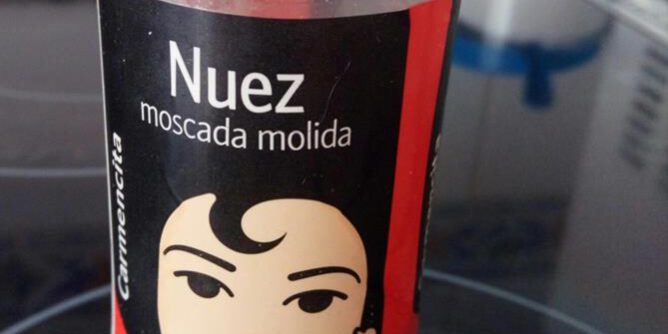 Nuez
moscada molida
Carmencita